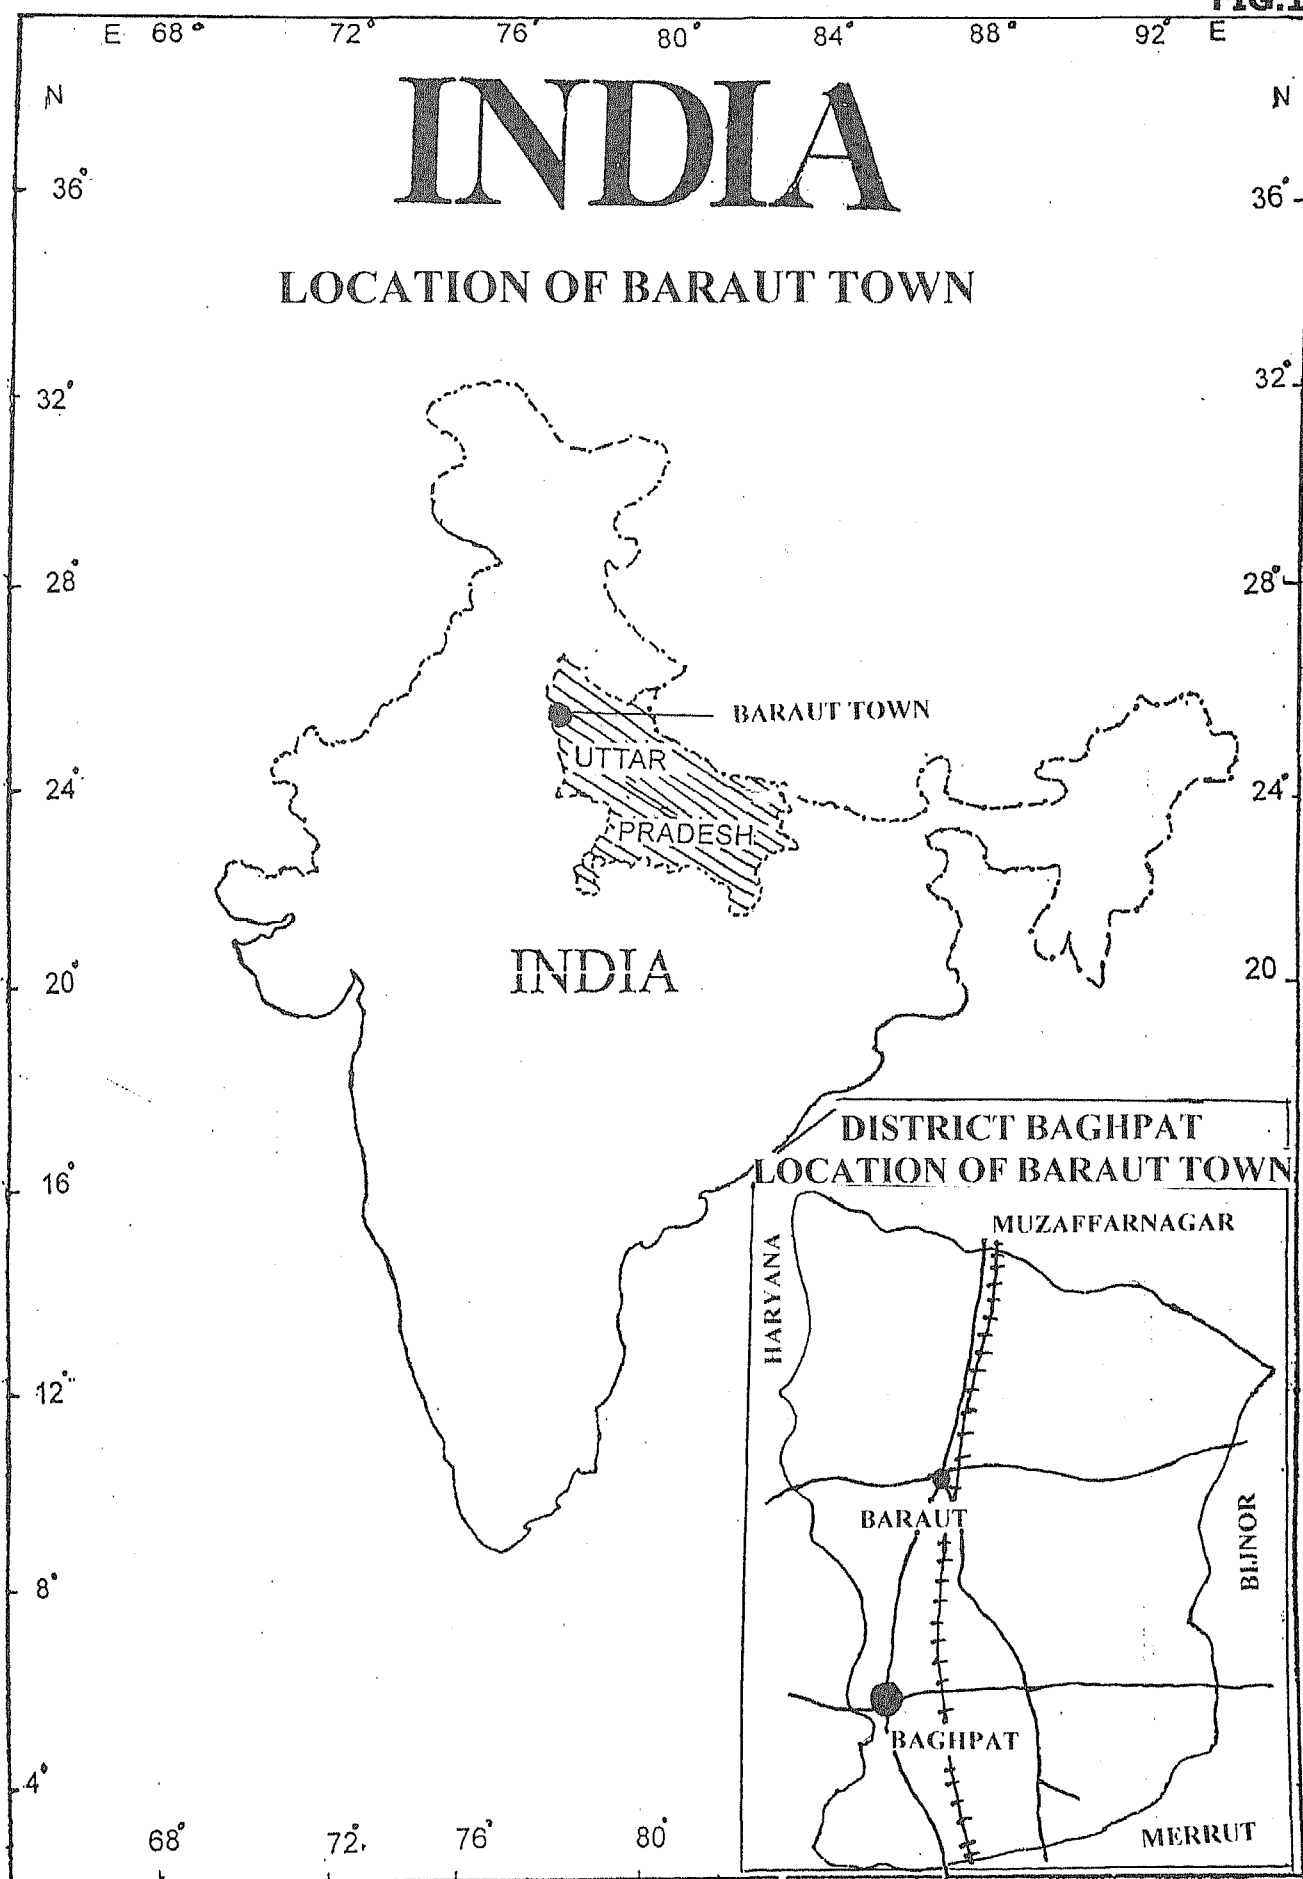 FIG.1
E 68° 72° 76° 80° 84° 88° 92° E
N N
INDIA
36° 36°
LOCATION OF BARAUT TOWN
32° 32°
28° 28°
BARAUT TOWN
UTTAR
24° 24°
PRADESH
INDIA
20° 20
DISTRICT BAGHPAT
LOCATION OF BARAUT TOWN
16°
MUZAFFARNAGAR
HARYANA
12°
BARAUT
BIJNOR
8°
BAGHPAT
4°
MERRUT
68° 72° 76° 80°